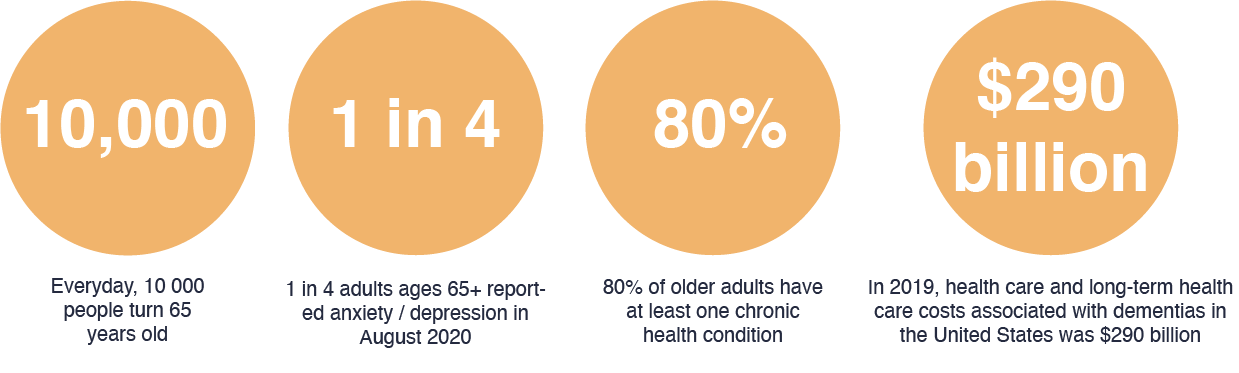 10,000
Everyday, 10 000
people turn 65
years old
1 in 4
1 in 4 adults ages 65+ report-
ed anxiety / depression in
August 2020
80%
80% of older adults have
at least one chronic
health condition
$290
billion
In 2019, health care and long-term health
care costs associated with dementias in
the United States was $290 billion